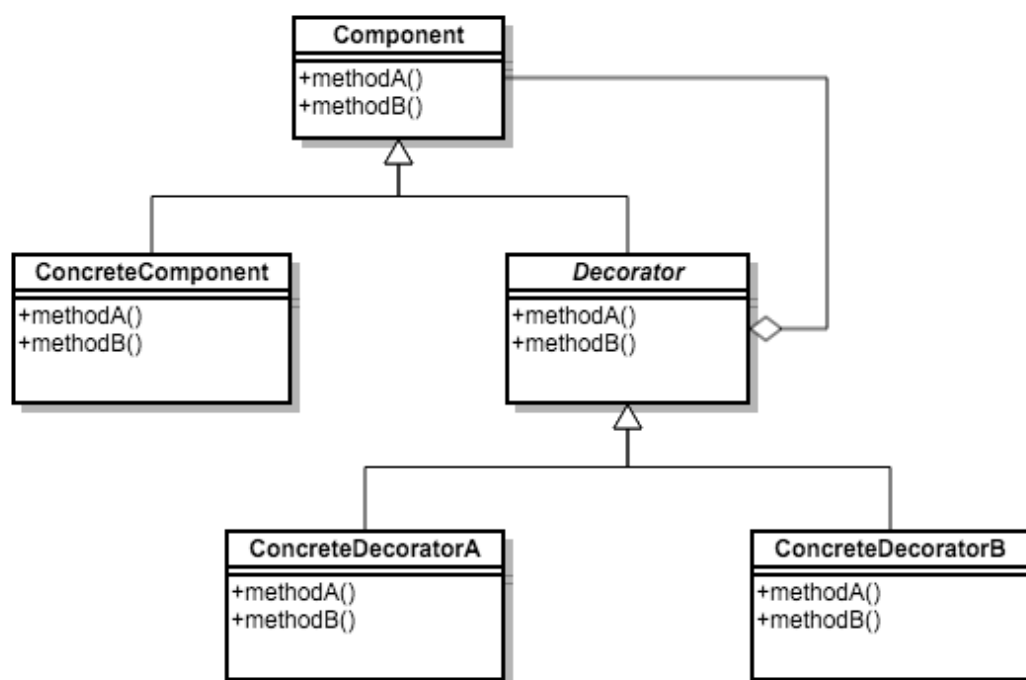 Component
+methodA()
+methodB()
ConcreteComponent
+methodA()
+methodB()
Decorator
+methodA()
+methodB()
ConcreteDecoratorA
+methodA()
+methodB()
ConcreteDecoratorB
+methodA()
+methodB()